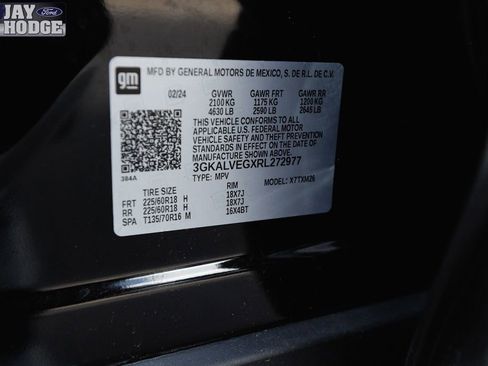 JAY
Ford
HODGE
gm
MFD BY GENERAL MOTORS DE MEXICO, S. DE R.L. DE C.V.
02/24 GVWR GAWR FRT GAWR RR
2100 KG 1175 KG 1200 KG
4630 LB 2590 LB 2645 LB
THIS VEHICLE CONFORMS TO ALL
APPLICABLE U.S. FEDERAL MOTOR
VEHICLE SAFETY AND THEFT PREVENTION
STANDARDS IN EFFECT ON THE DATE OF
MANUFACTURE SHOWN ABOVE.
3GKALVEGXRL272977
384A
TYPE: MPV MODEL: X7TXM26
TIRE SIZE RIM
FRT 225/60R18 H 18X7J
RR 225/60R18 H 18X7J
SPA T135/70R16 M 16X4BT